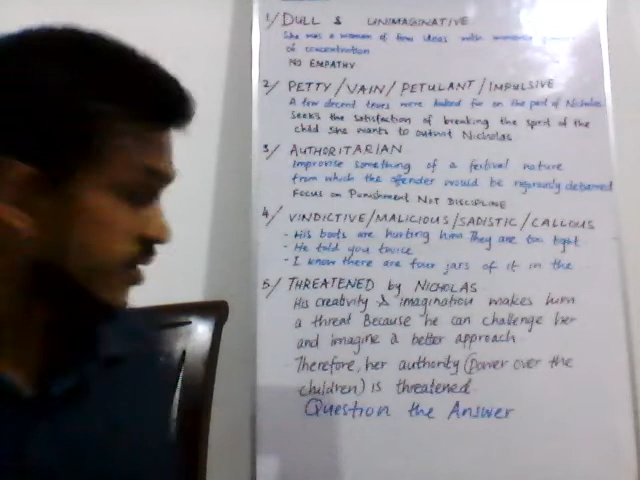 1/ DULL & UNIMAGINATIVE
She was a woman of few ideas with immense power
of concentration
NO EMPATHY
2/ PETTY/VAIN/PETULANT/IMPULSIVE
A few decent tears were looked for on the part of Nicholas
Seeks the satisfaction of breaking the spirit of the
child She wants to outwit Nicholas
3/ AUTHORITARIAN
Improvise something of a festival nature
from which the offender would be rigorously debarred
Focus on Punishment NOT DISCIPLINE
4/ VINDICTIVE/MALICIOUS/SADISTIC/CALLOUS
- His boots are hurting him They are too tight
- He told you twice
- I know there are four jars of it in the
5/ THREATENED by NICHOLAS
His creativity & imagination makes him
a threat Because he can challenge her
and imagine a better approach
Therefore, her authority (power over the
children) is threatened
Question the Answer